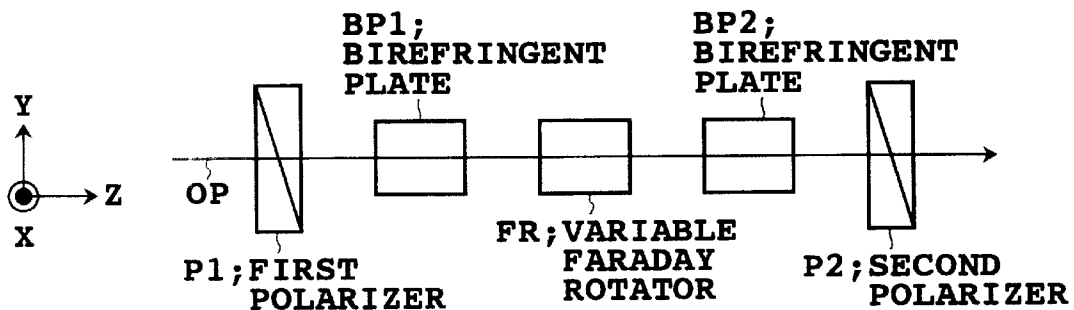 BP1;
BIREFRINGENT
PLATE
BP2;
BIREFRINGENT
PLATE
Y
Z
X
OP
P1;FIRST
POLARIZER
FR;VARIABLE
FARADAY
ROTATOR
P2;SECOND
POLARIZER